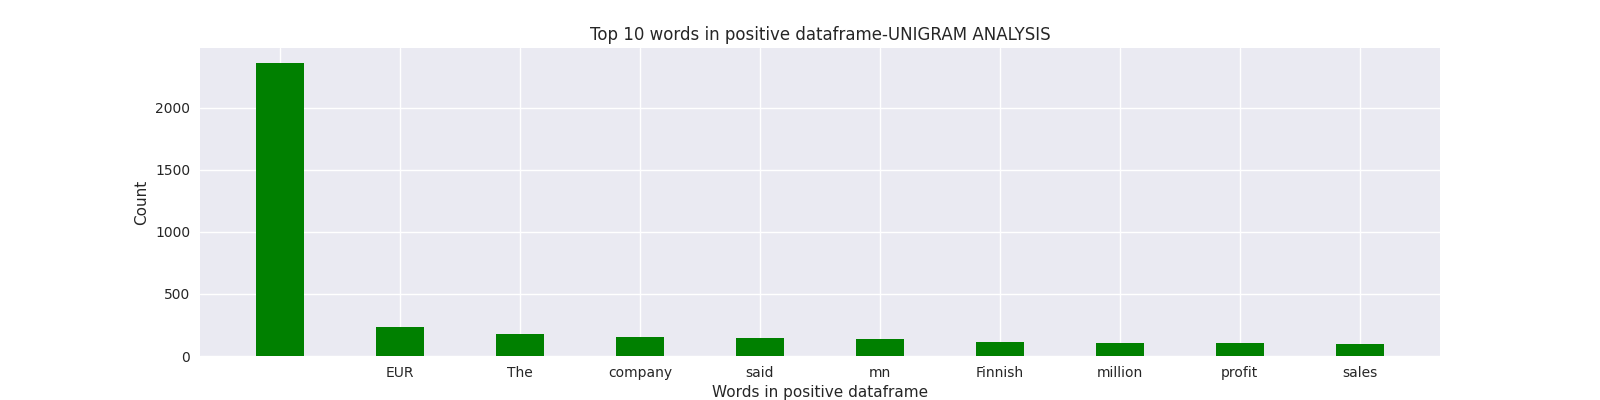 Top 10 words in positive dataframe-UNIGRAM ANALYSIS
2000
1500
1000
500
0
Count
EUR The company said mn Finnish million profit sales
Words in positive dataframe